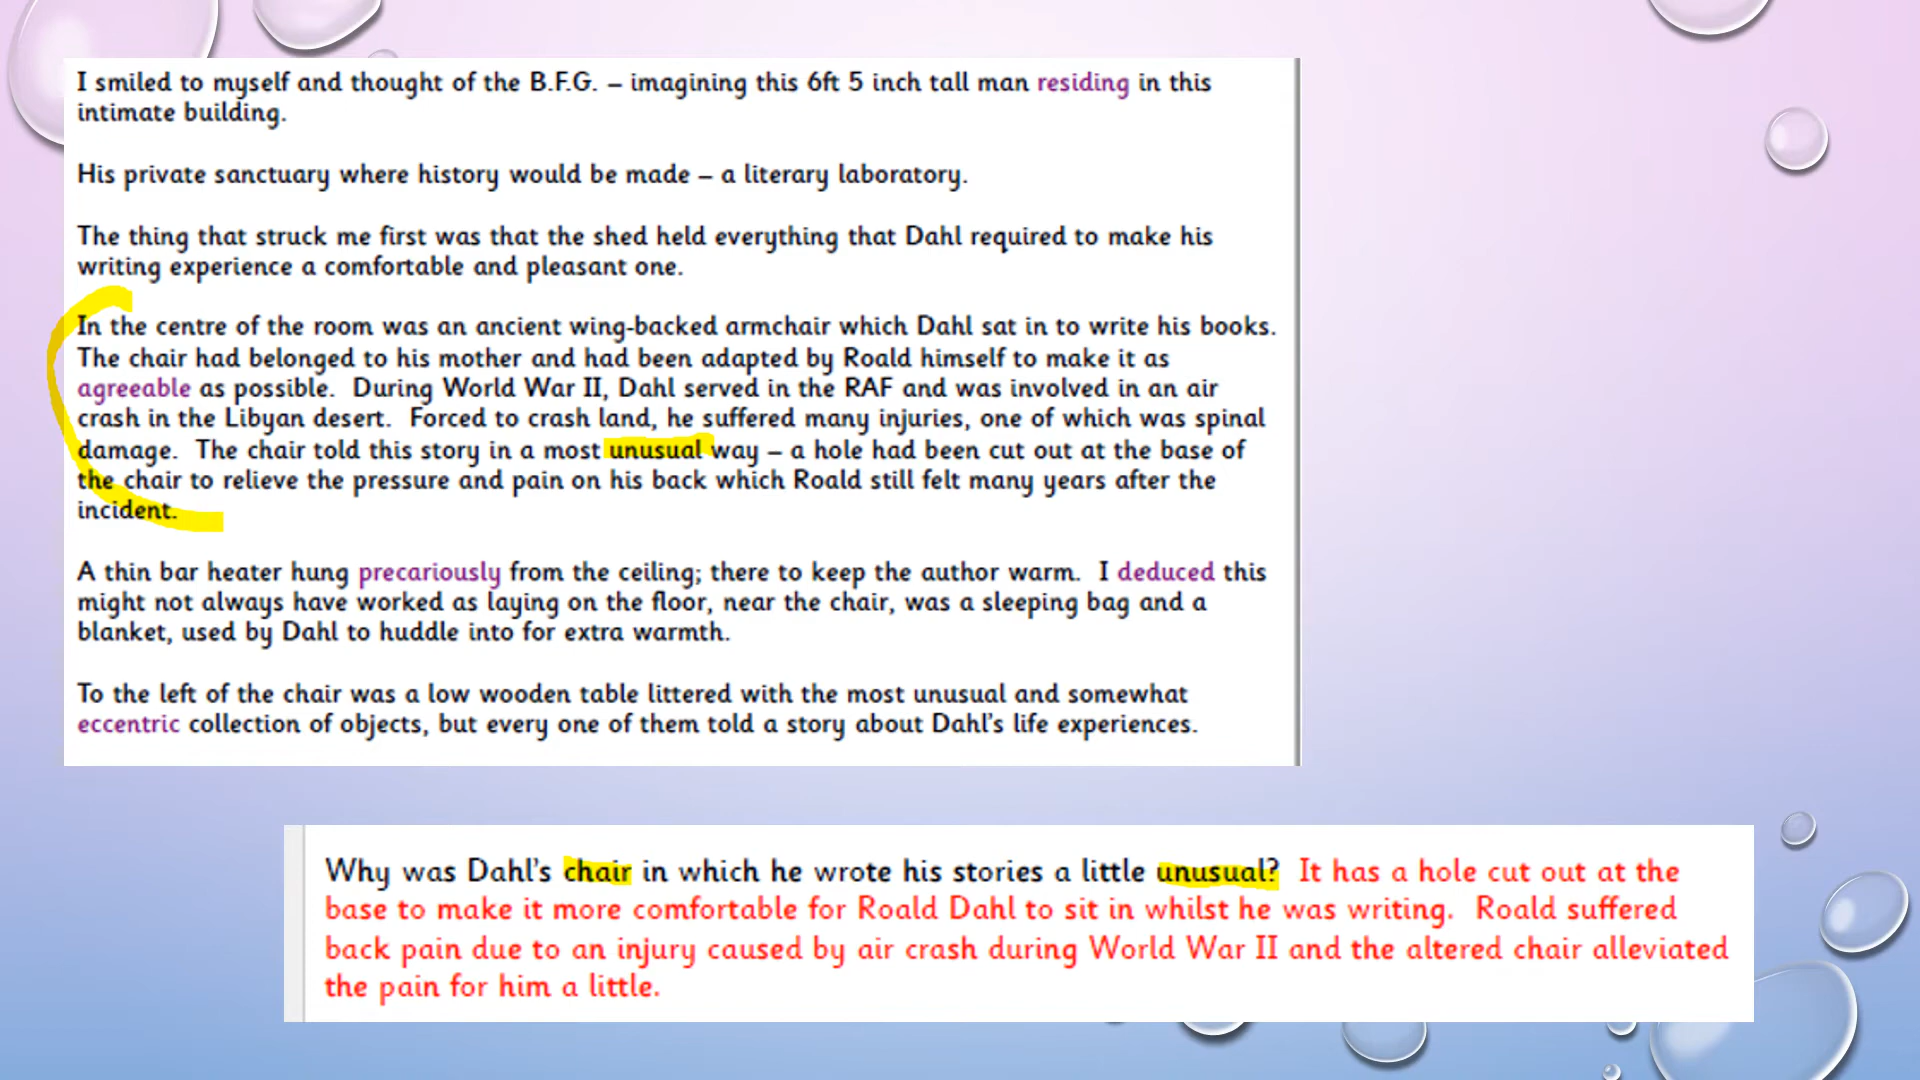 I smiled to myself and thought of the B.F.G. – imagining this 6ft 5 inch tall man residing in this
intimate building.
His private sanctuary where history would be made – a literary laboratory.
The thing that struck me first was that the shed held everything that Dahl required to make his
writing experience a comfortable and pleasant one.
In the centre of the room was an ancient wing-backed armchair which Dahl sat in to write his books.
The chair had belonged to his mother and had been adapted by Roald himself to make it as
agreeable as possible.  During World War II, Dahl served in the RAF and was involved in an air
crash in the Libyan desert.  Forced to crash land, he suffered many injuries, one of which was spinal
damage.  The chair told this story in a most unusual way – a hole had been cut out at the base of
the chair to relieve the pressure and pain on his back which Roald still felt many years after the
incident.
A thin bar heater hung precariously from the ceiling; there to keep the author warm.  I deduced this
might not always have worked as laying on the floor, near the chair, was a sleeping bag and a
blanket, used by Dahl to huddle into for extra warmth.
To the left of the chair was a low wooden table littered with the most unusual and somewhat
eccentric collection of objects, but every one of them told a story about Dahl's life experiences.
Why was Dahl's chair in which he wrote his stories a little unusual?  It has a hole cut out at the
base to make it more comfortable for Roald Dahl to sit in whilst he was writing.  Roald suffered
back pain due to an injury caused by air crash during World War II and the altered chair alleviated
the pain for him a little.